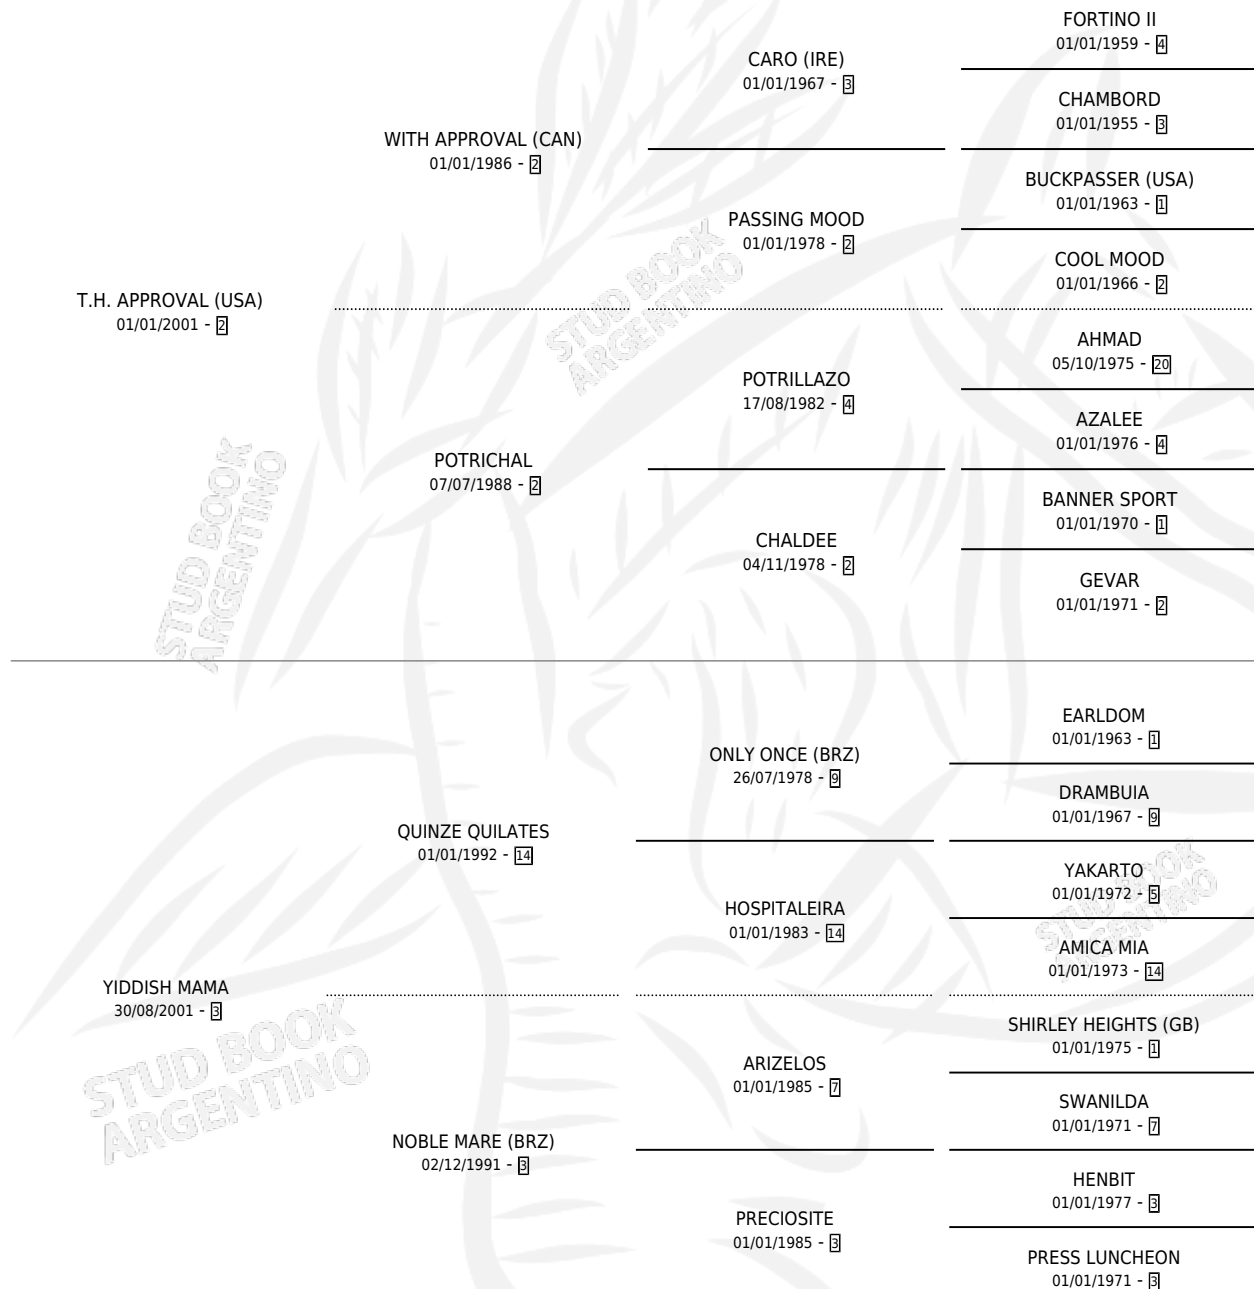 FORTINO II
01/01/1959 - 4
CARO (IRE)
01/01/1967 - 3
CHAMBORD
01/01/1955 - 3
WITH APPROVAL (CAN)
01/01/1986 - 2
BUCKPASSER (USA)
01/01/1963 - 1
PASSING MOOD
01/01/1978 - 2
COOL MOOD
01/01/1966 - 2
T.H. APPROVAL (USA)
01/01/2001 - 2
AHMAD
05/10/1975 - 20
POTRILLAZO
17/08/1982 - 4
AZALEE
01/01/1976 - 4
POTRICHAL
07/07/1988 - 2
BANNER SPORT
01/01/1970 - 1
CHALDEE
04/11/1978 - 2
GEVAR
01/01/1971 - 2
EARLDOM
01/01/1963 - 1
ONLY ONCE (BRZ)
26/07/1978 - 9
DRAMBUIA
01/01/1967 - 9
QUINZE QUILATES
01/01/1992 - 14
YAKARTO
01/01/1972 - 5
HOSPITALEIRA
01/01/1983 - 14
AMICA MIA
01/01/1973 - 14
YIDDISH MAMA
30/08/2001 - 3
SHIRLEY HEIGHTS (GB)
01/01/1975 - 1
ARIZELOS
01/01/1985 - 7
SWANILDA
01/01/1971 - 7
NOBLE MARE (BRZ)
02/12/1991 - 3
HENBIT
01/01/1977 - 3
PRECIOSITE
01/01/1985 - 3
PRESS LUNCHEON
01/01/1971 - 3
STUD BOOK
ARGENTINO
STUD BOOK
ARGENTINO
STUD BOOK
ARGENTINO
STUD BOOK
ARGENTINO